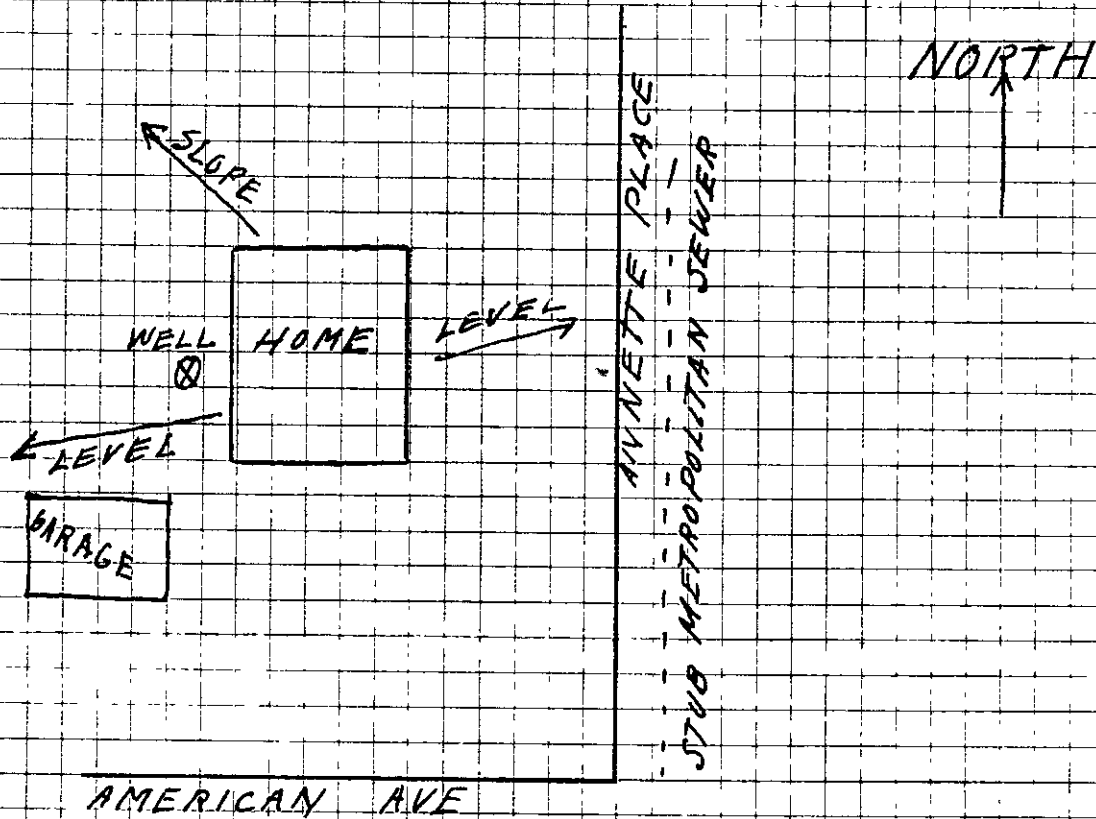 NORTH
SLOPE
ANNETTE PLACE
STUB METROPOLITAN SEWER
WELL
HOME
LEVEL
LEVEL
GARAGE
AMERICAN AVE